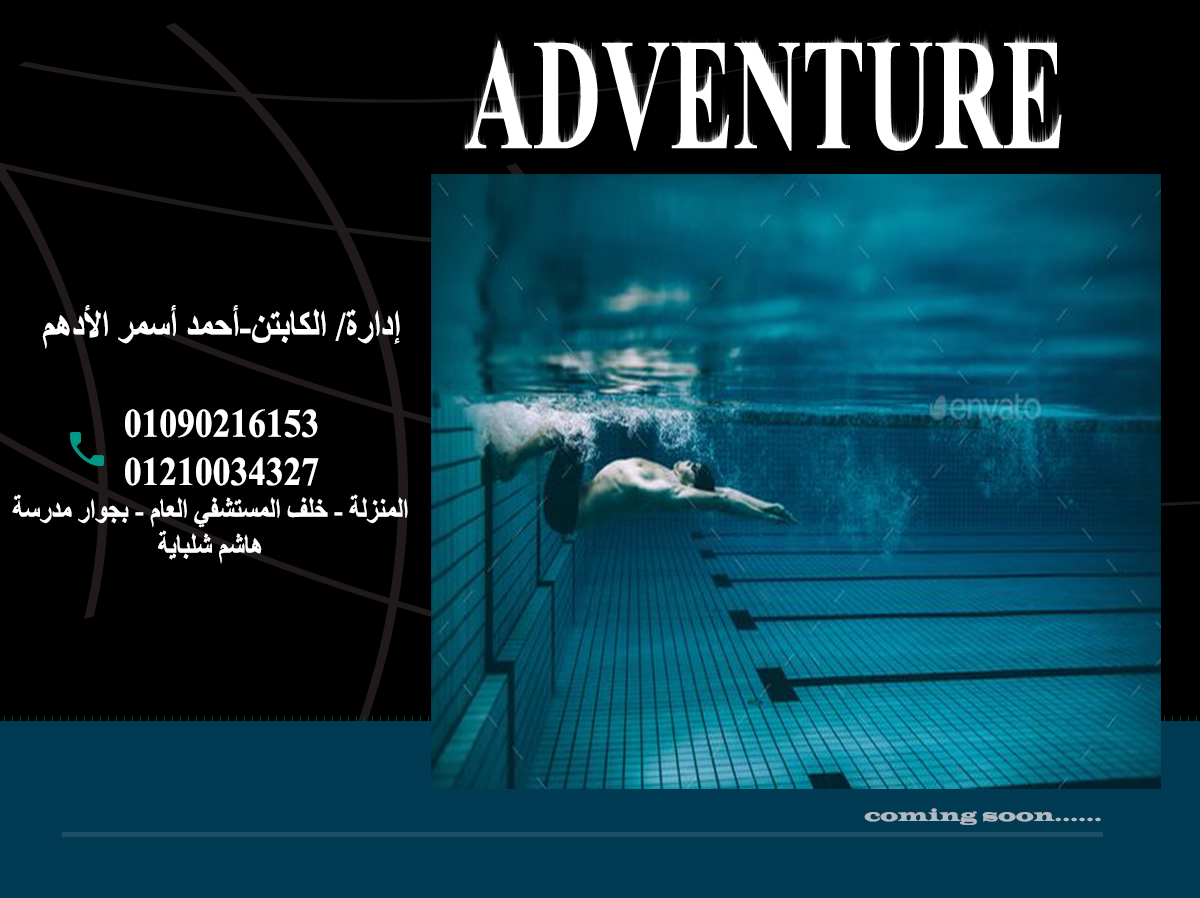 ADVENTURE
إدارة/ الكابتن-أحمد أسمر الأدهم
01090216153
01210034327
المنزلة - خلف المستشفي العام - بجوار مدرسة
هاشم شلباية
envato
coming soon......